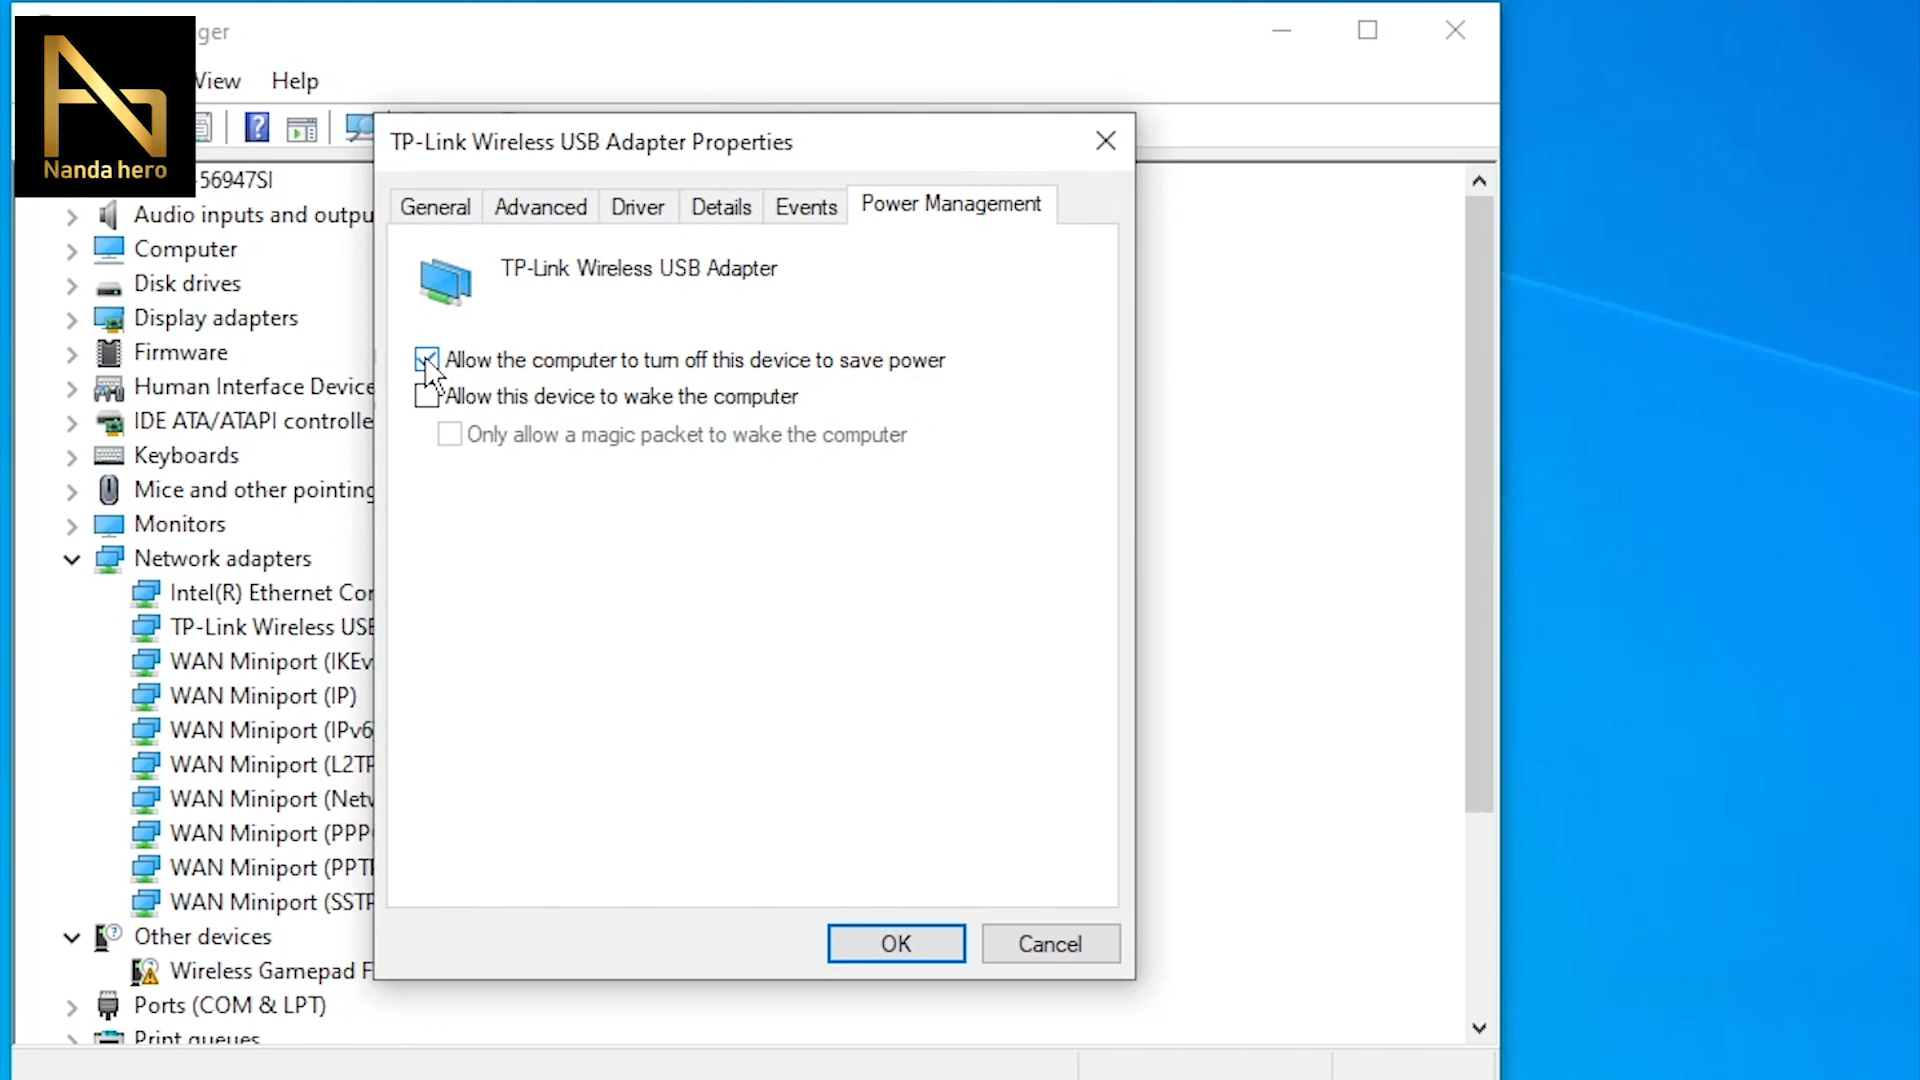 ger
View Help
Nanda hero
TP-Link Wireless USB Adapter Properties
General Advanced Driver Details Events Power Management
TP-Link Wireless USB Adapter
Allow the computer to turn off this device to save power
Allow this device to wake the computer
Only allow a magic packet to wake the computer
OK Cancel
-56947SI
Audio inputs and outpu
Computer
Disk drives
Display adapters
Firmware
Human Interface Device
IDE ATA/ATAPI controlle
Keyboards
Mice and other pointing
Monitors
Network adapters
Intel(R) Ethernet Cor
TP-Link Wireless USB
WAN Miniport (IKEv
WAN Miniport (IP)
WAN Miniport (IPv6
WAN Miniport (L2TP
WAN Miniport (Netw
WAN Miniport (PPPO
WAN Miniport (PPTP
WAN Miniport (SSTP
Other devices
Wireless Gamepad F
Ports (COM & LPT)
Print queues